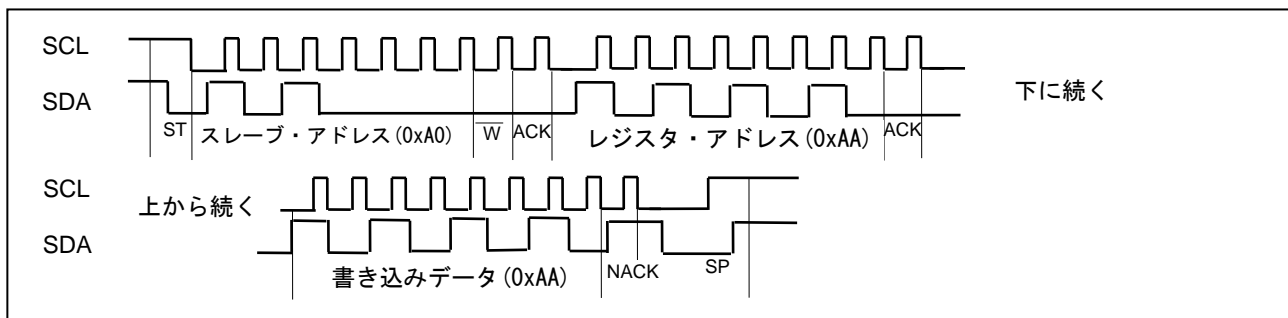 SCL
SDA
下に続く
ST
スレーブ・アドレス(0xA0)
W
ACK
レジスタ・アドレス(0xAA)
ACK
SCL
上から続く
SDA
書き込みデータ(0xAA)
NACK
SP